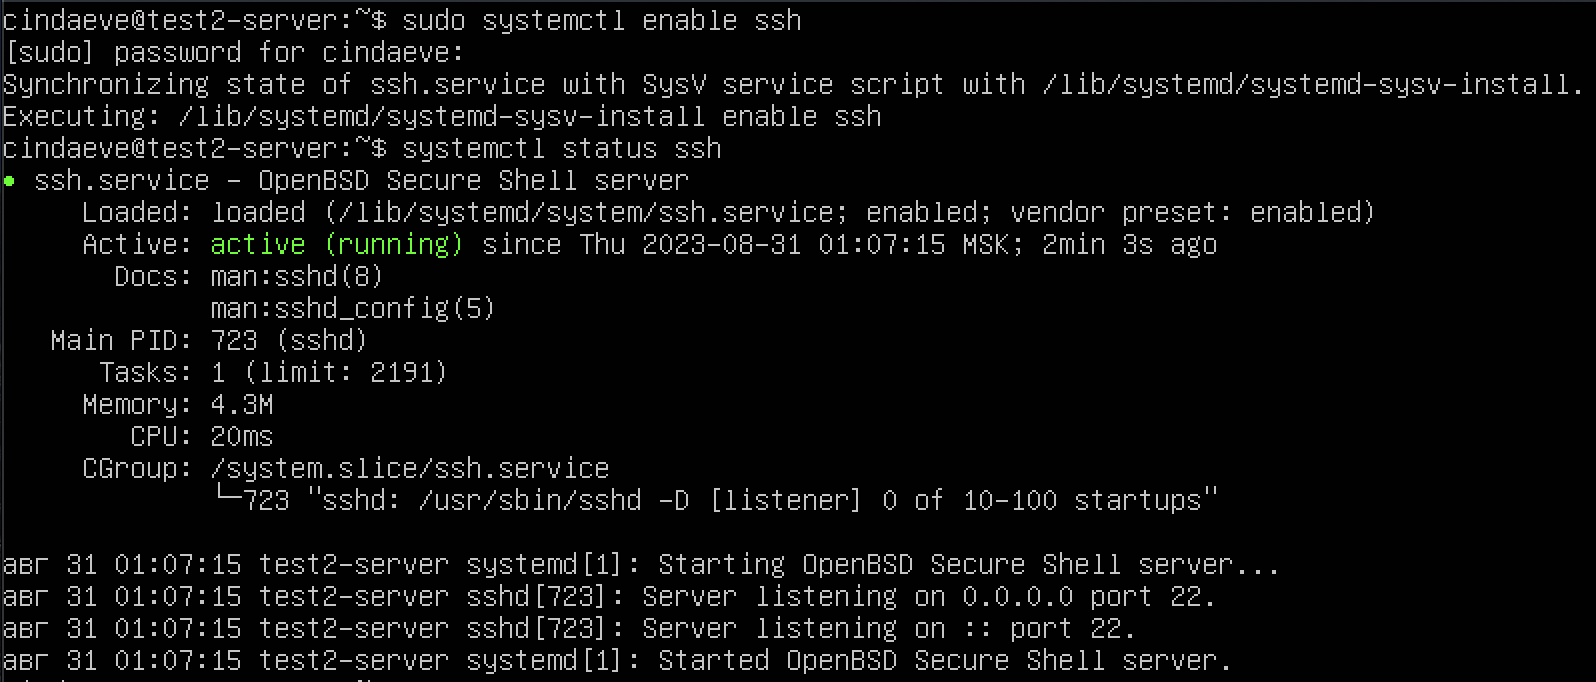 cindaeve@test2-server:~$ sudo systemctl enable ssh
[sudo] password for cindaeve:
Synchronizing state of ssh.service with SysV service script with /lib/systemd/systemd-sysv-install.
Executing: /lib/systemd/systemd-sysv-install enable ssh
cindaeve@test2-server:~$ systemctl status ssh
● ssh.service - OpenBSD Secure Shell server
     Loaded: loaded (/lib/systemd/system/ssh.service; enabled; vendor preset: enabled)
     Active: active (running) since Thu 2023-08-31 01:07:15 MSK; 2min 3s ago
       Docs: man:sshd(8)
             man:sshd_config(5)
   Main PID: 723 (sshd)
      Tasks: 1 (limit: 2191)
     Memory: 4.3M
        CPU: 20ms
     CGroup: /system.slice/ssh.service
             └─723 "sshd: /usr/sbin/sshd -D [listener] 0 of 10-100 startups"

авг 31 01:07:15 test2-server systemd[1]: Starting OpenBSD Secure Shell server...
авг 31 01:07:15 test2-server sshd[723]: Server listening on 0.0.0.0 port 22.
авг 31 01:07:15 test2-server sshd[723]: Server listening on :: port 22.
авг 31 01:07:15 test2-server systemd[1]: Started OpenBSD Secure Shell server.